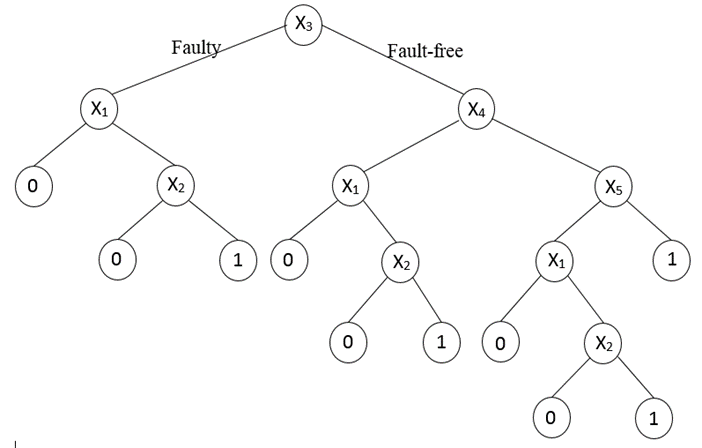 X₃
Faulty Fault-free
X₁ X₄
0 X₂ X₁ X₅
0 1 0 X₂ X₁ 1
0 1 0 X₂
0 1